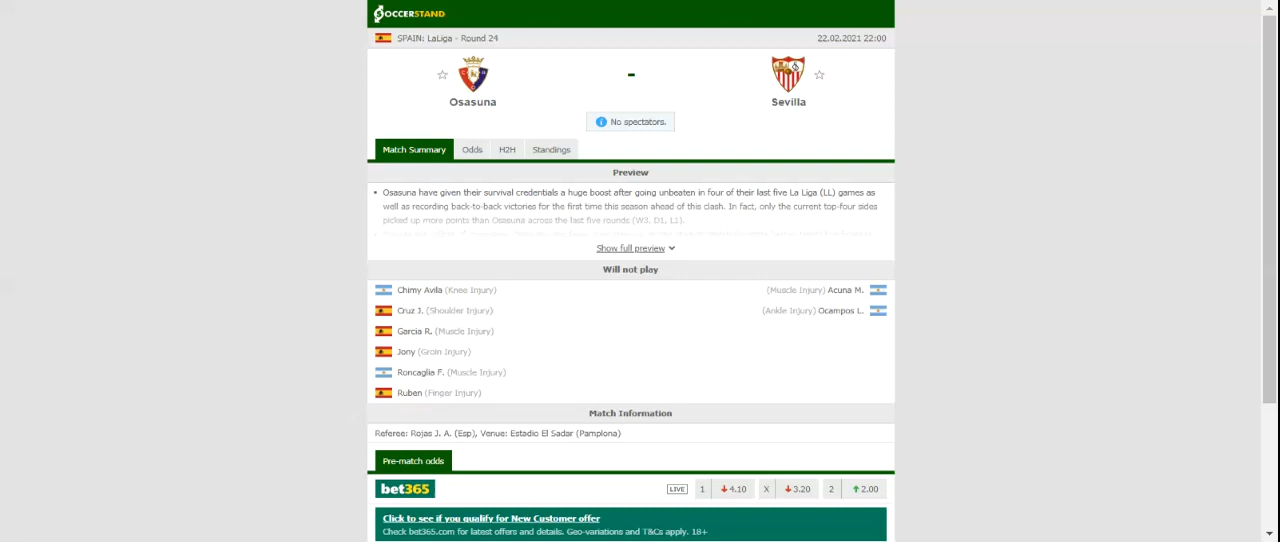 SOCCERSTAND
SPAIN: LaLiga - Round 24
22.02.2021 22:00
-
Osasuna
Sevilla
No spectators.
Match Summary
Odds
H2H
Standings
Preview
Osasuna have given their survival credentials a huge boost after going unbeaten in four of their last five La Liga (LL) games as
well as recording back-to-back victories for the first time this season ahead of this clash. In fact, only the current top-four sides
picked up more points than Osasuna across the last five rounds (W3, D1, L1).
Show full preview
Will not play
Chimy Avila (Knee Injury)
(Muscle Injury) Acuna M.
Cruz J. (Shoulder Injury)
(Ankle Injury) Ocampos L.
Garcia R. (Muscle Injury)
Jony (Groin Injury)
Roncaglia F. (Muscle Injury)
Ruben (Finger Injury)
Match Information
Referee: Rojas J. A. (Esp), Venue: Estadio El Sadar (Pamplona)
Pre-match odds
bet365
LIVE
1 4.10
X 3.20
2 2.00
Click to see if you qualify for New Customer offer
Check bet365.com for latest offers and details. Geo-variations and T&Cs apply. 18+